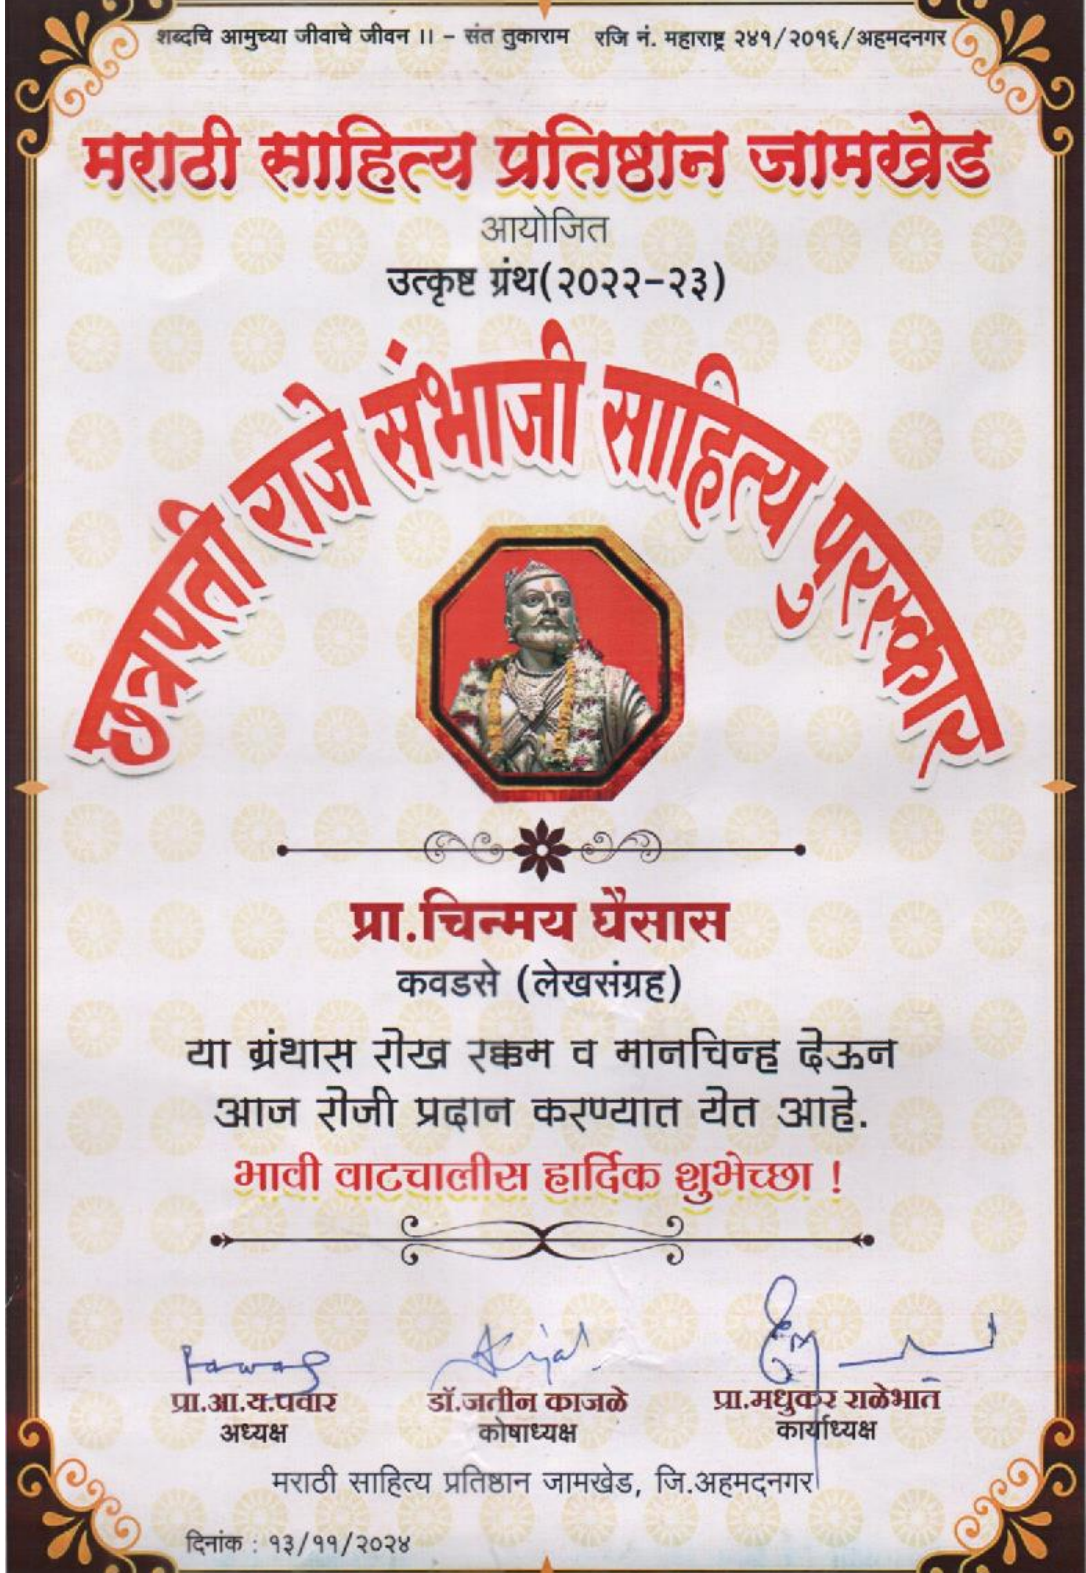 शब्दचि आमुच्या जीवाचे जीवन ।। - संत तुकाराम रजि नं. महाराष्ट्र २४१/२०१६/अहमदनगर
मराठी साहित्य प्रतिष्ठान जामखेड
आयोजित
उत्कृष्ट ग्रंथ(२०२२-२३)
छत्रपती राजे संभाजी साहित्य पुरस्कार
प्रा.चिन्मय घैसास
कवडसे (लेखसंग्रह)
या ग्रंथास रोख रक्कम व मानचिन्ह देऊन
आज रोजी प्रदान करण्यात येत आहे.
भावी वाटचालीस हार्दिक शुभेच्छा !
प्रा.आ.य.पवार डॉ.जतीन काजळे प्रा.मधुकर राळेभात
अध्यक्ष कोषाध्यक्ष कार्याध्यक्ष
मराठी साहित्य प्रतिष्ठान जामखेड, जि.अहमदनगर
दिनांक : १३/११/२०२४